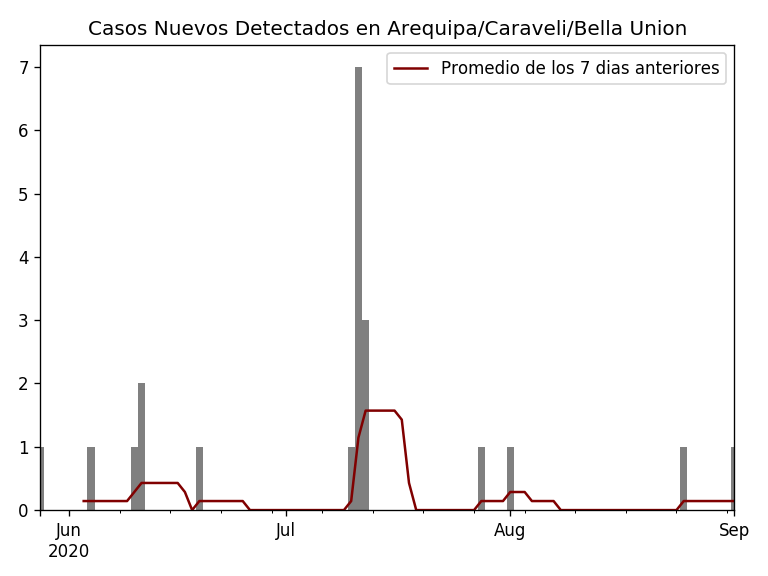 Casos Nuevos Detectados en Arequipa/Caraveli/Bella Union
Promedio de los 7 dias anteriores
7
6
5
4
3
2
1
0
Jun
2020
Jul
Aug
Sep